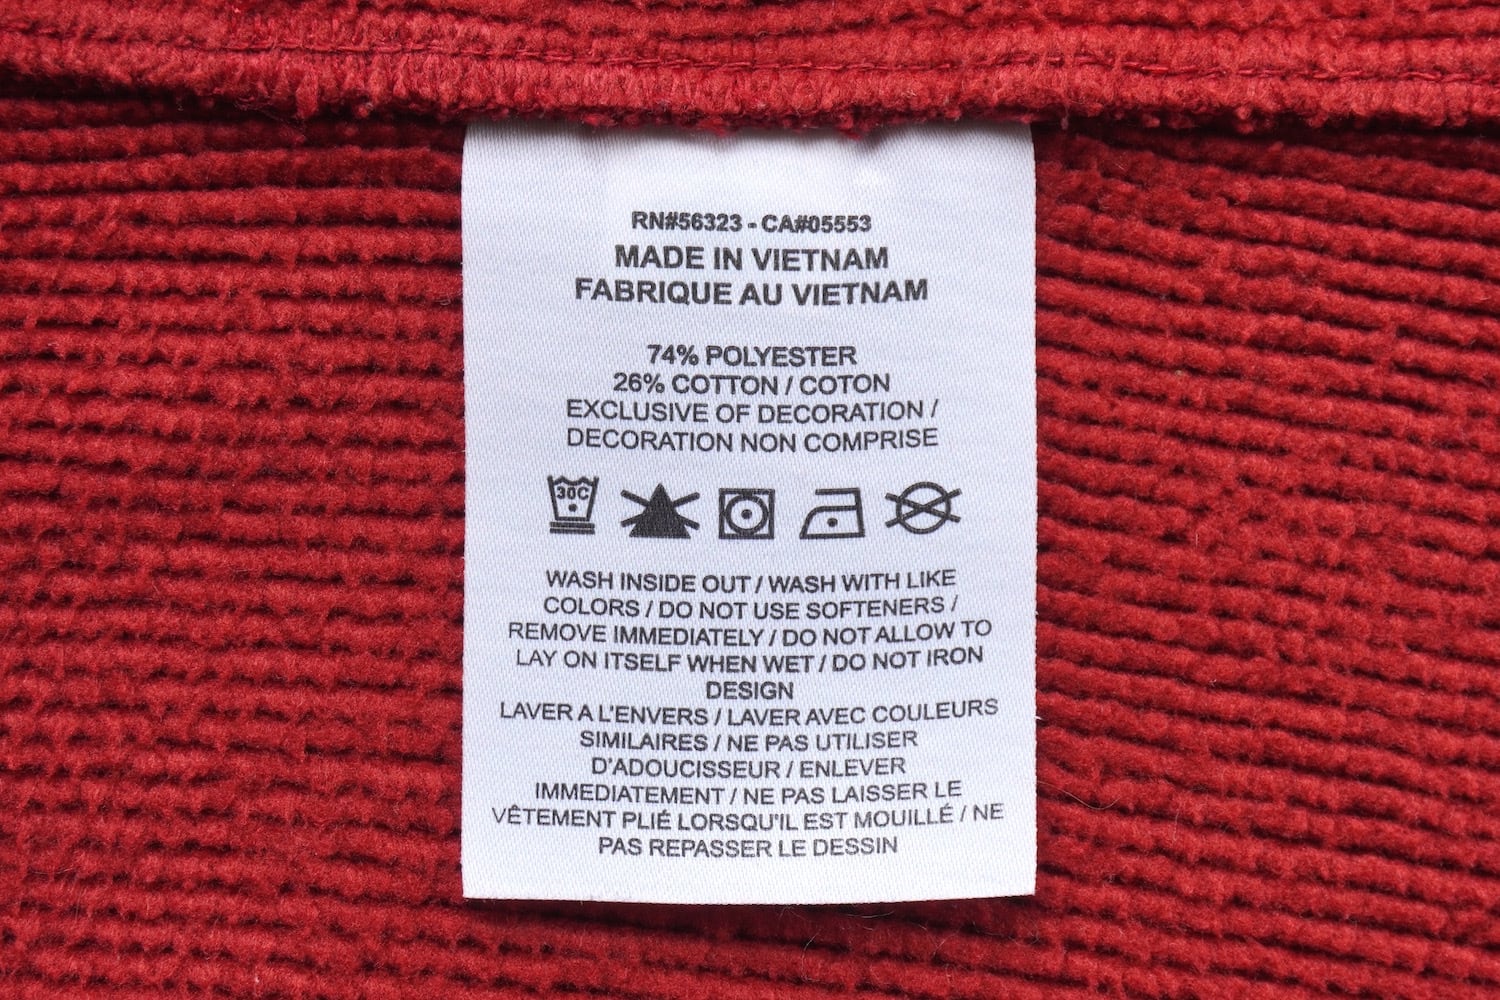 RN#56323 - CA#05553
MADE IN VIETNAM
FABRIQUE AU VIETNAM
74% POLYESTER
26% COTTON / COTON
EXCLUSIVE OF DECORATION /
DECORATION NON COMPRISE
30C
WASH INSIDE OUT / WASH WITH LIKE
COLORS / DO NOT USE SOFTENERS /
REMOVE IMMEDIATELY / DO NOT ALLOW TO
LAY ON ITSELF WHEN WET / DO NOT IRON
DESIGN
LAVER A L'ENVERS / LAVER AVEC COULEURS
SIMILAIRES / NE PAS UTILISER
D'ADOUCISSEUR / ENLEVER
IMMEDIATEMENT / NE PAS LAISSER LE
VÊTEMENT PLIÉ LORSQU'IL EST MOUILLÉ / NE
PAS REPASSER LE DESSIN